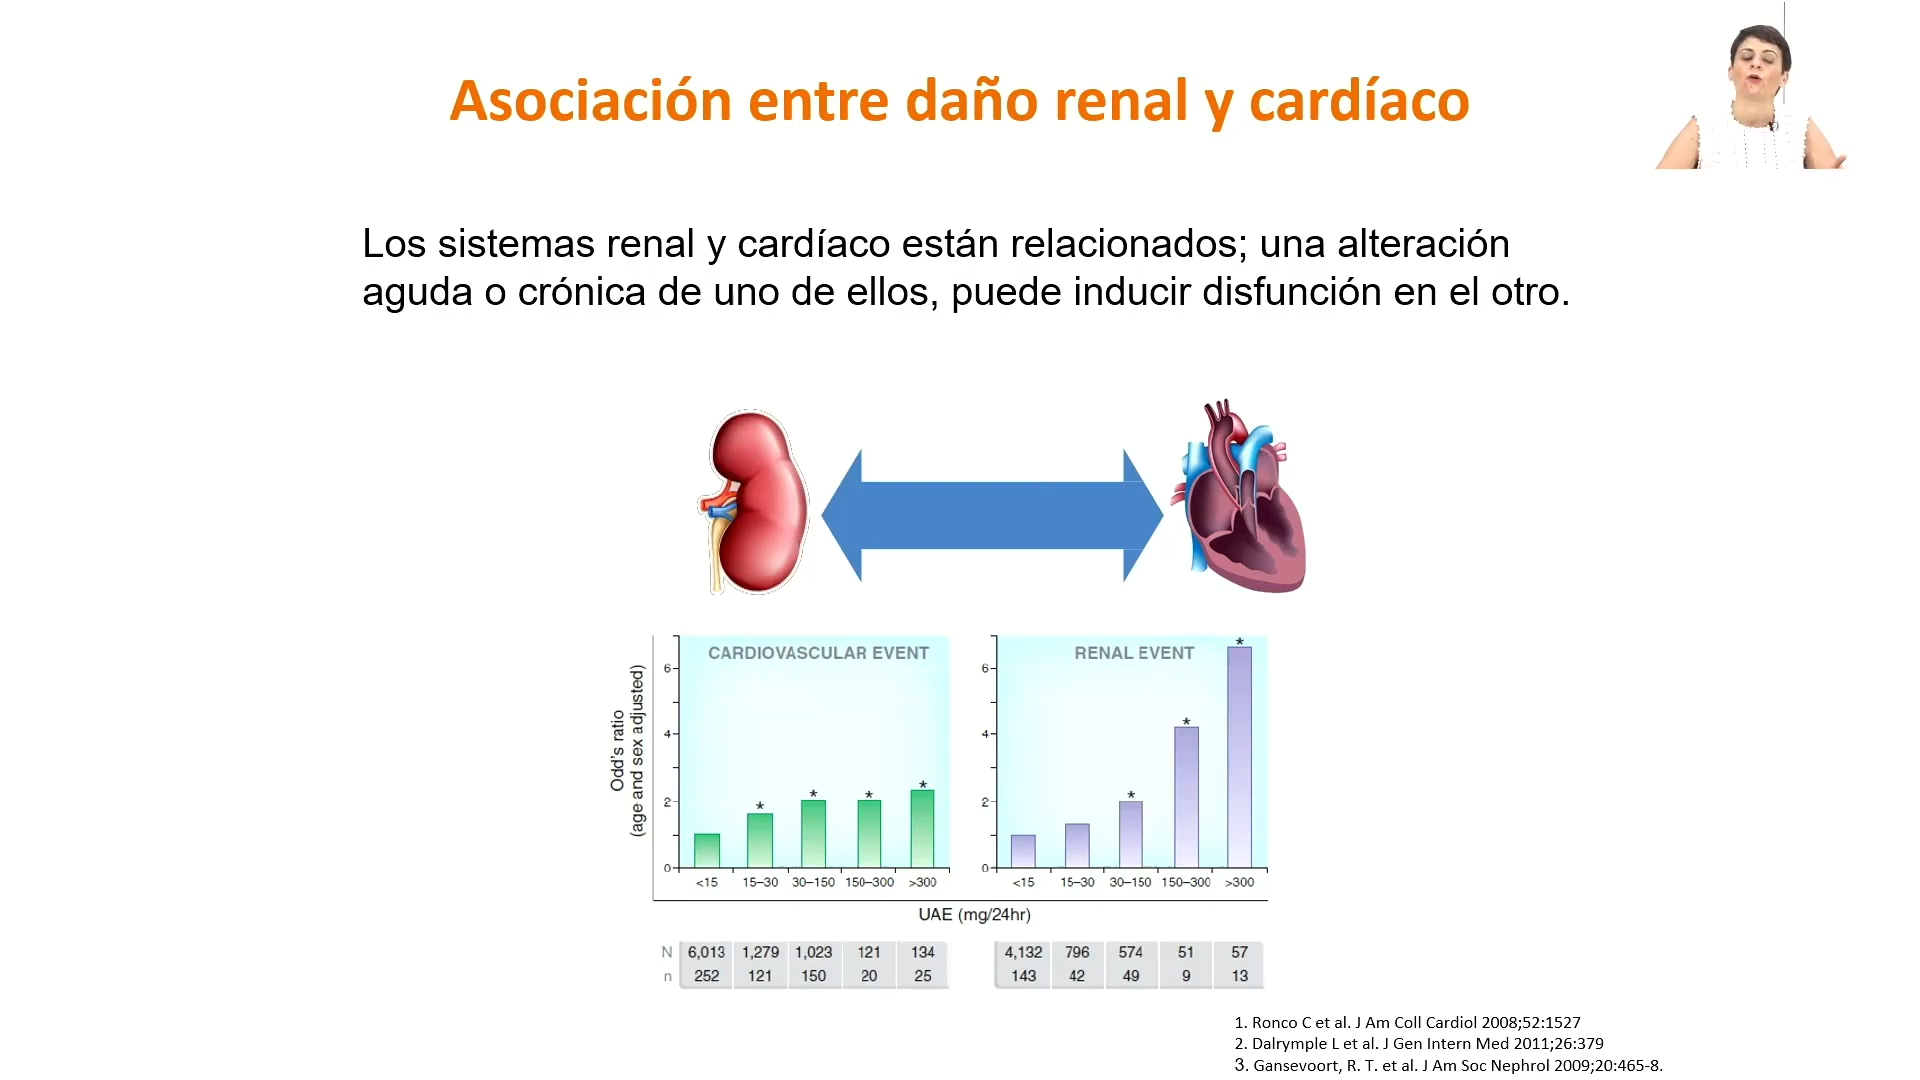 Asociación entre daño renal y cardíaco
Los sistemas renal y cardíaco están relacionados; una alteración
aguda o crónica de uno de ellos, puede inducir disfunción en el otro.
Odd's ratio
(age and sex adjusted)
CARDIOVASCULAR EVENT
6
4
2
0
* * * *
<15 15–30 30–150 150–300 >300
RENAL EVENT
6
4
2
0
* * *
<15 15–30 30–150 150–300 >300
UAE (mg/24hr)
N 6,013 1,279 1,023 121 134 4,132 796 574 51 57
n 252 121 150 20 25 143 42 49 9 13
1. Ronco C et al. J Am Coll Cardiol 2008;52:1527
2. Dalrymple L et al. J Gen Intern Med 2011;26:379
3. Gansevoort, R. T. et al. J Am Soc Nephrol 2009;20:465-8.